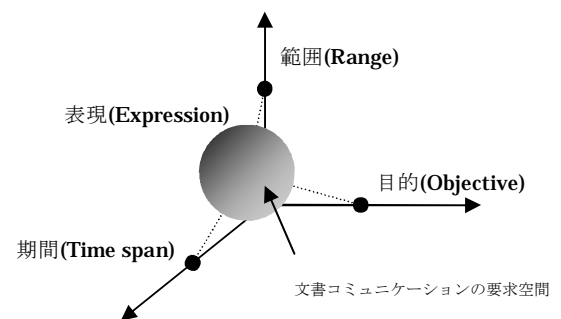 範囲(Range)
表現(Expression)
目的(Objective)
期間(Time span)
文書コミュニケーションの要求空間